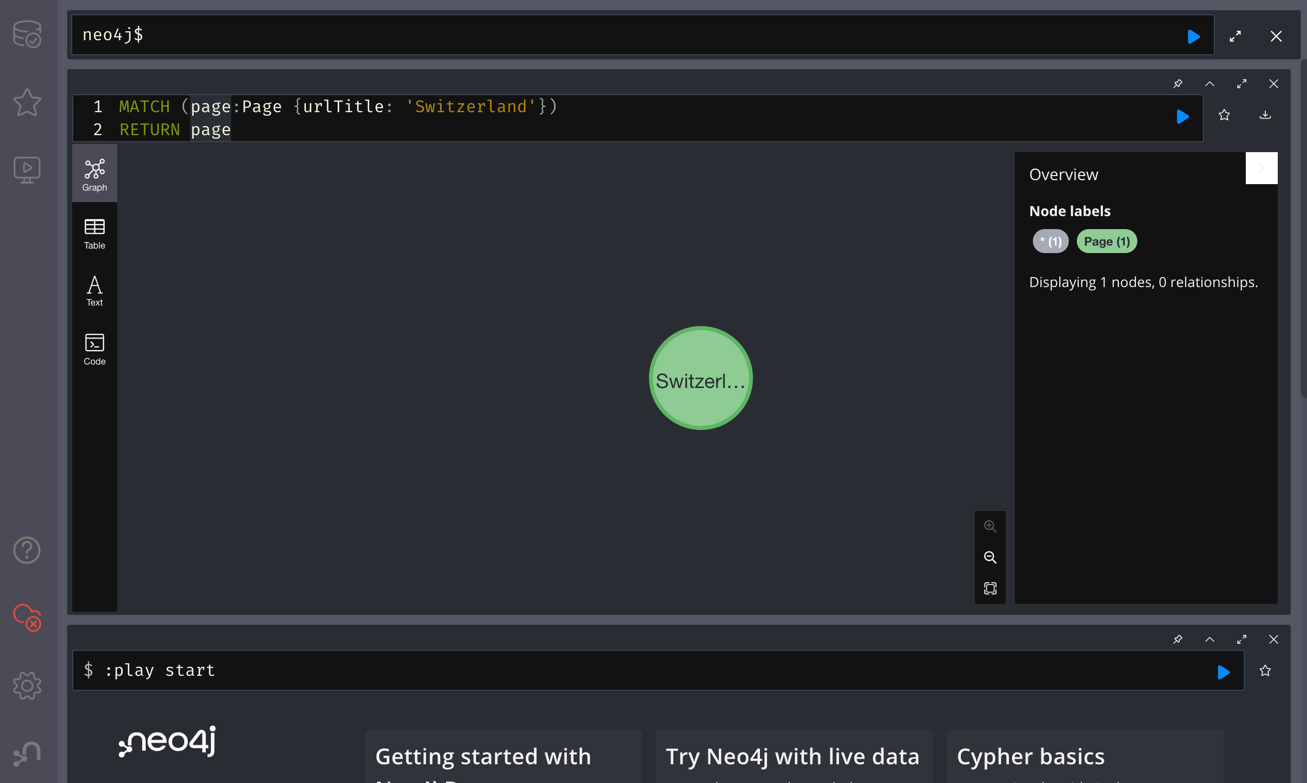 neo4j$
1 MATCH (page:Page {urlTitle: 'Switzerland'})
2 RETURN page
Graph
Table
Text
Code
Switzerl...
Overview
Node labels
* (1) Page (1)
Displaying 1 nodes, 0 relationships.
$ :play start
neo4j
Getting started with
Try Neo4j with live data
Cypher basics